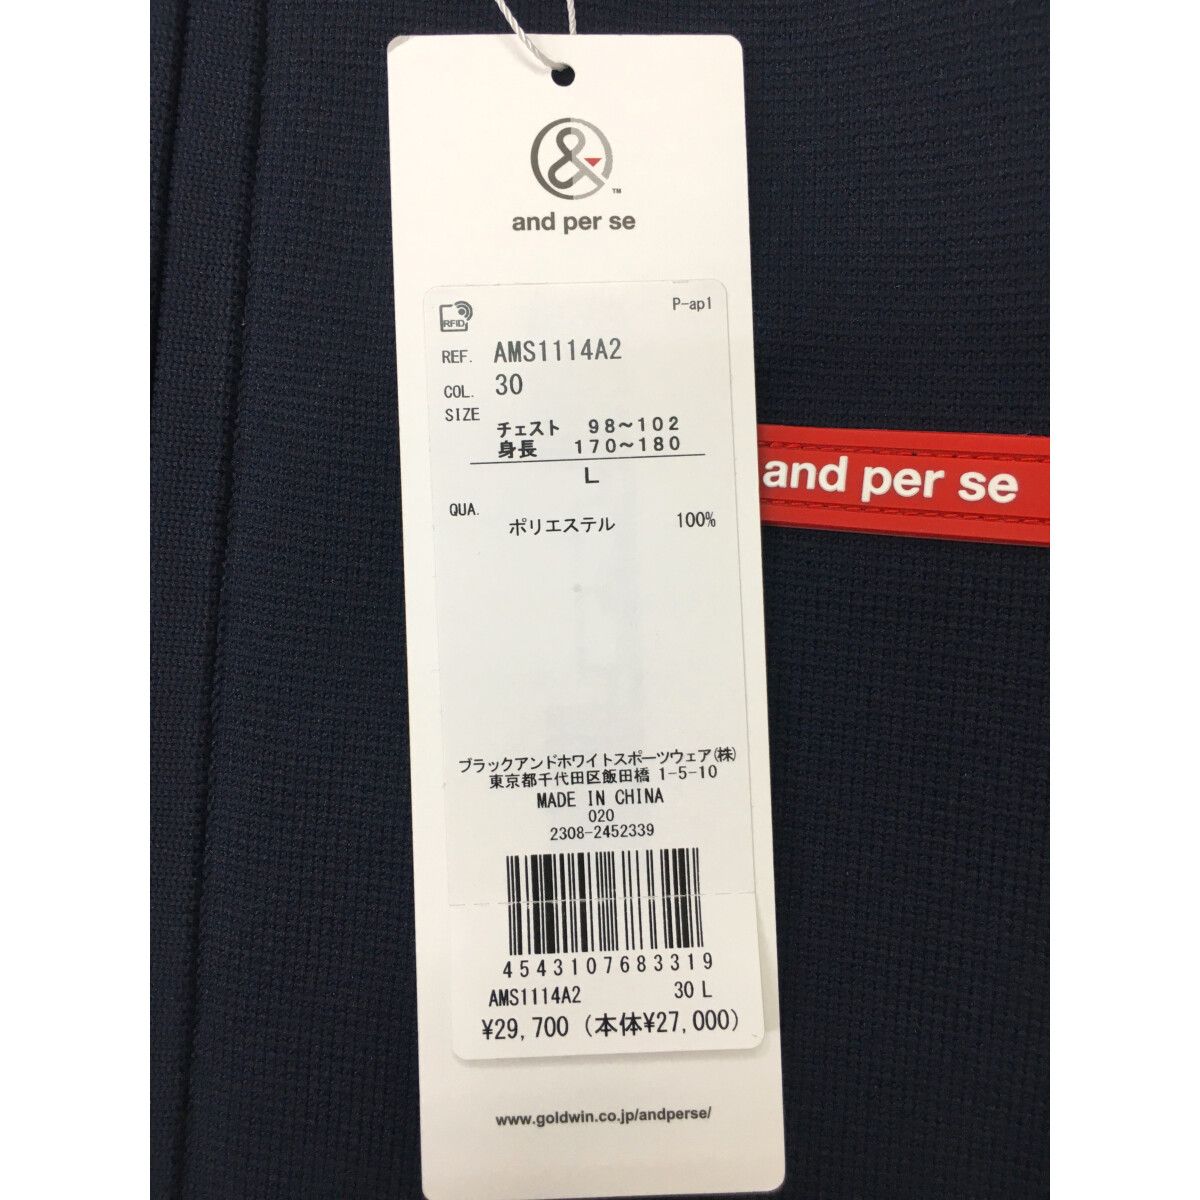 ™
and per se
P-ap1
RFID
REF. AMS1114A2
COL. 30
SIZE
チェスト 98~102
身長 170~180
L
QUA.
ポリエステル 100%
and per se
ブラックアンドホワイトスポーツウェア(株)
東京都千代田区飯田橋 1-5-10
MADE IN CHINA
020
2308-2452339
4543107683319
AMS1114A2 30 L
¥29,700 (本体¥27,000)
www.goldwin.co.jp/andperse/